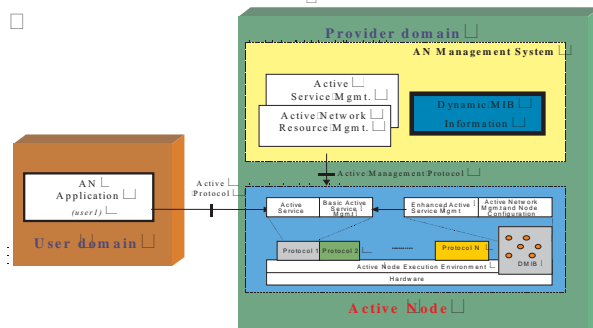 Provider domain
AN Management System
Active
Service Mgmt.
Active Network
Resource Mgmt.
Dynamic MIB
Information
Active Management Protocol
AN
Application
(user1)
User domain
Active
Protocol
Active
Service
Basic Active
Service
Mgmt
Enhanced Active
Service Mgmt
Active Network
Mgmt and Node
Configuration
Protocol 1
Protocol 2
Protocol N
DMIB
Active Node Execution Environment
Hardware
Active Node